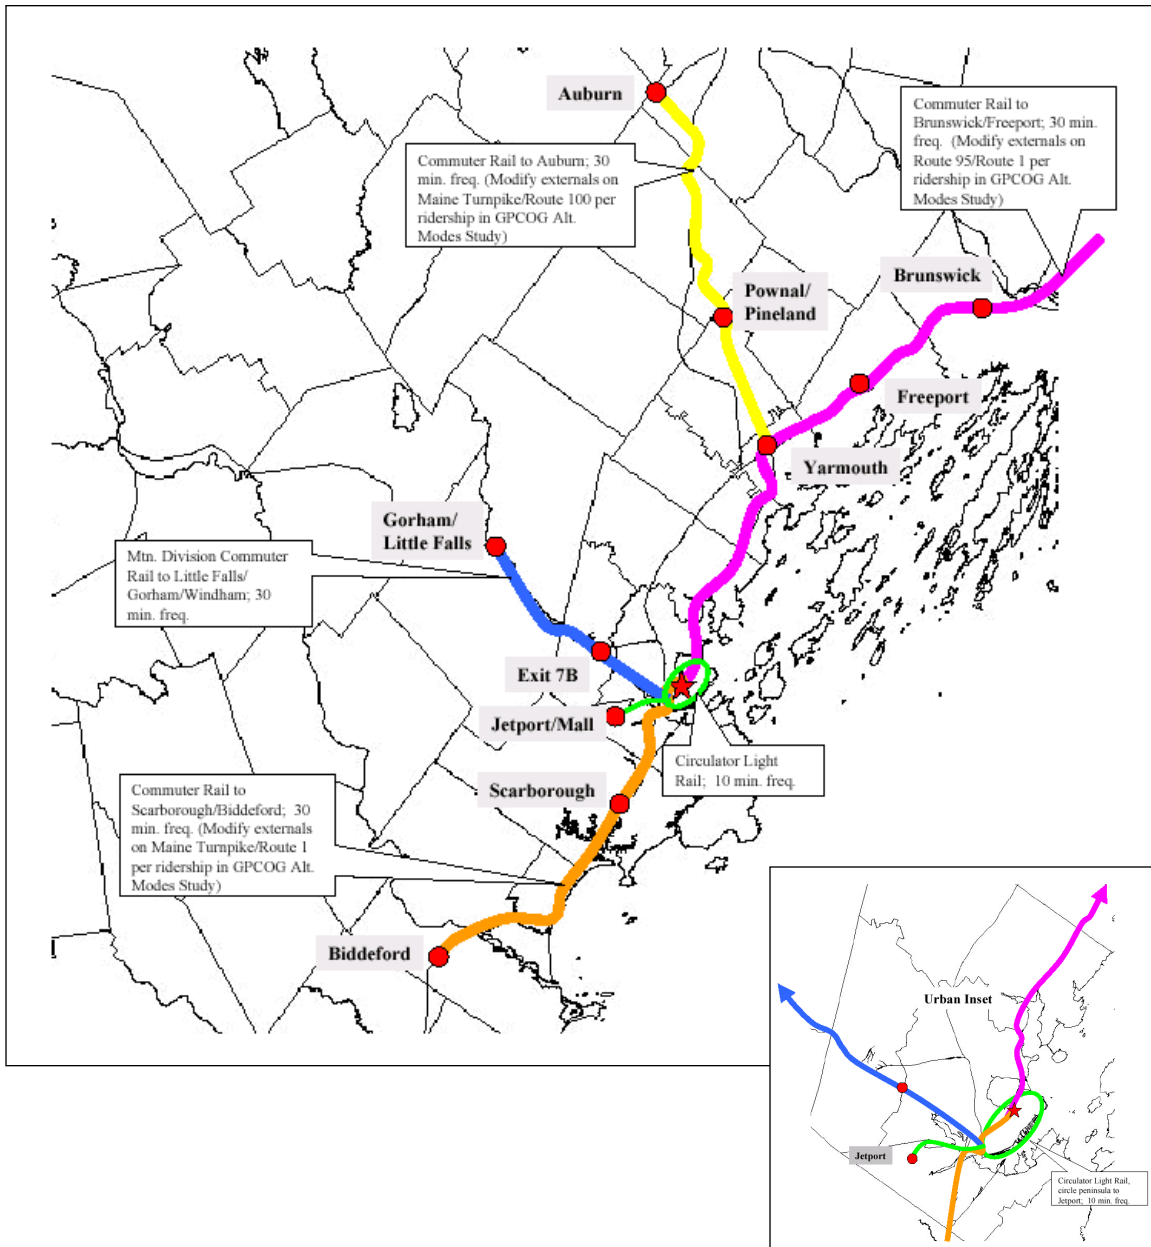 Auburn
Commuter Rail to
Brunswick/Freeport; 30 min.
freq. (Modify externals on
Route 95/Route 1 per
ridership in GPCOG Alt.
Modes Study)
Commuter Rail to Auburn; 30
min. freq. (Modify externals on
Maine Turnpike/Route 100 per
ridership in GPCOG Alt.
Modes Study)
Brunswick
Pownal/
Pineland
Freeport
Yarmouth
Gorham/
Little Falls
Mtn. Division Commuter
Rail to Little Falls/
Gorham/Windham; 30
min. freq.
Exit 7B
Jetport/Mall
Circulator Light
Rail; 10 min. freq.
Scarborough
Commuter Rail to
Scarborough/Biddeford; 30
min. freq. (Modify externals
on Maine Turnpike/Route 1
per ridership in GPCOG Alt.
Modes Study)
Biddeford
Urban Inset
Jetport
Circulator Light Rail,
circle peninsula to
Jetport; 10 min. freq.